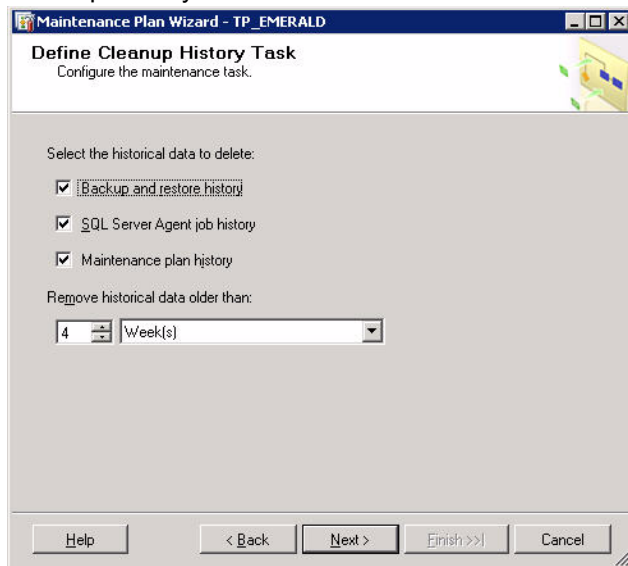 Maintenance Plan Wizard - TP_EMERALD
Define Cleanup History Task
Configure the maintenance task.
Select the historical data to delete:
Backup and restore history
SQL Server Agent job history
Maintenance plan history
Remove historical data older than:
4 Week(s)
Help < Back Next > Finish >>| Cancel